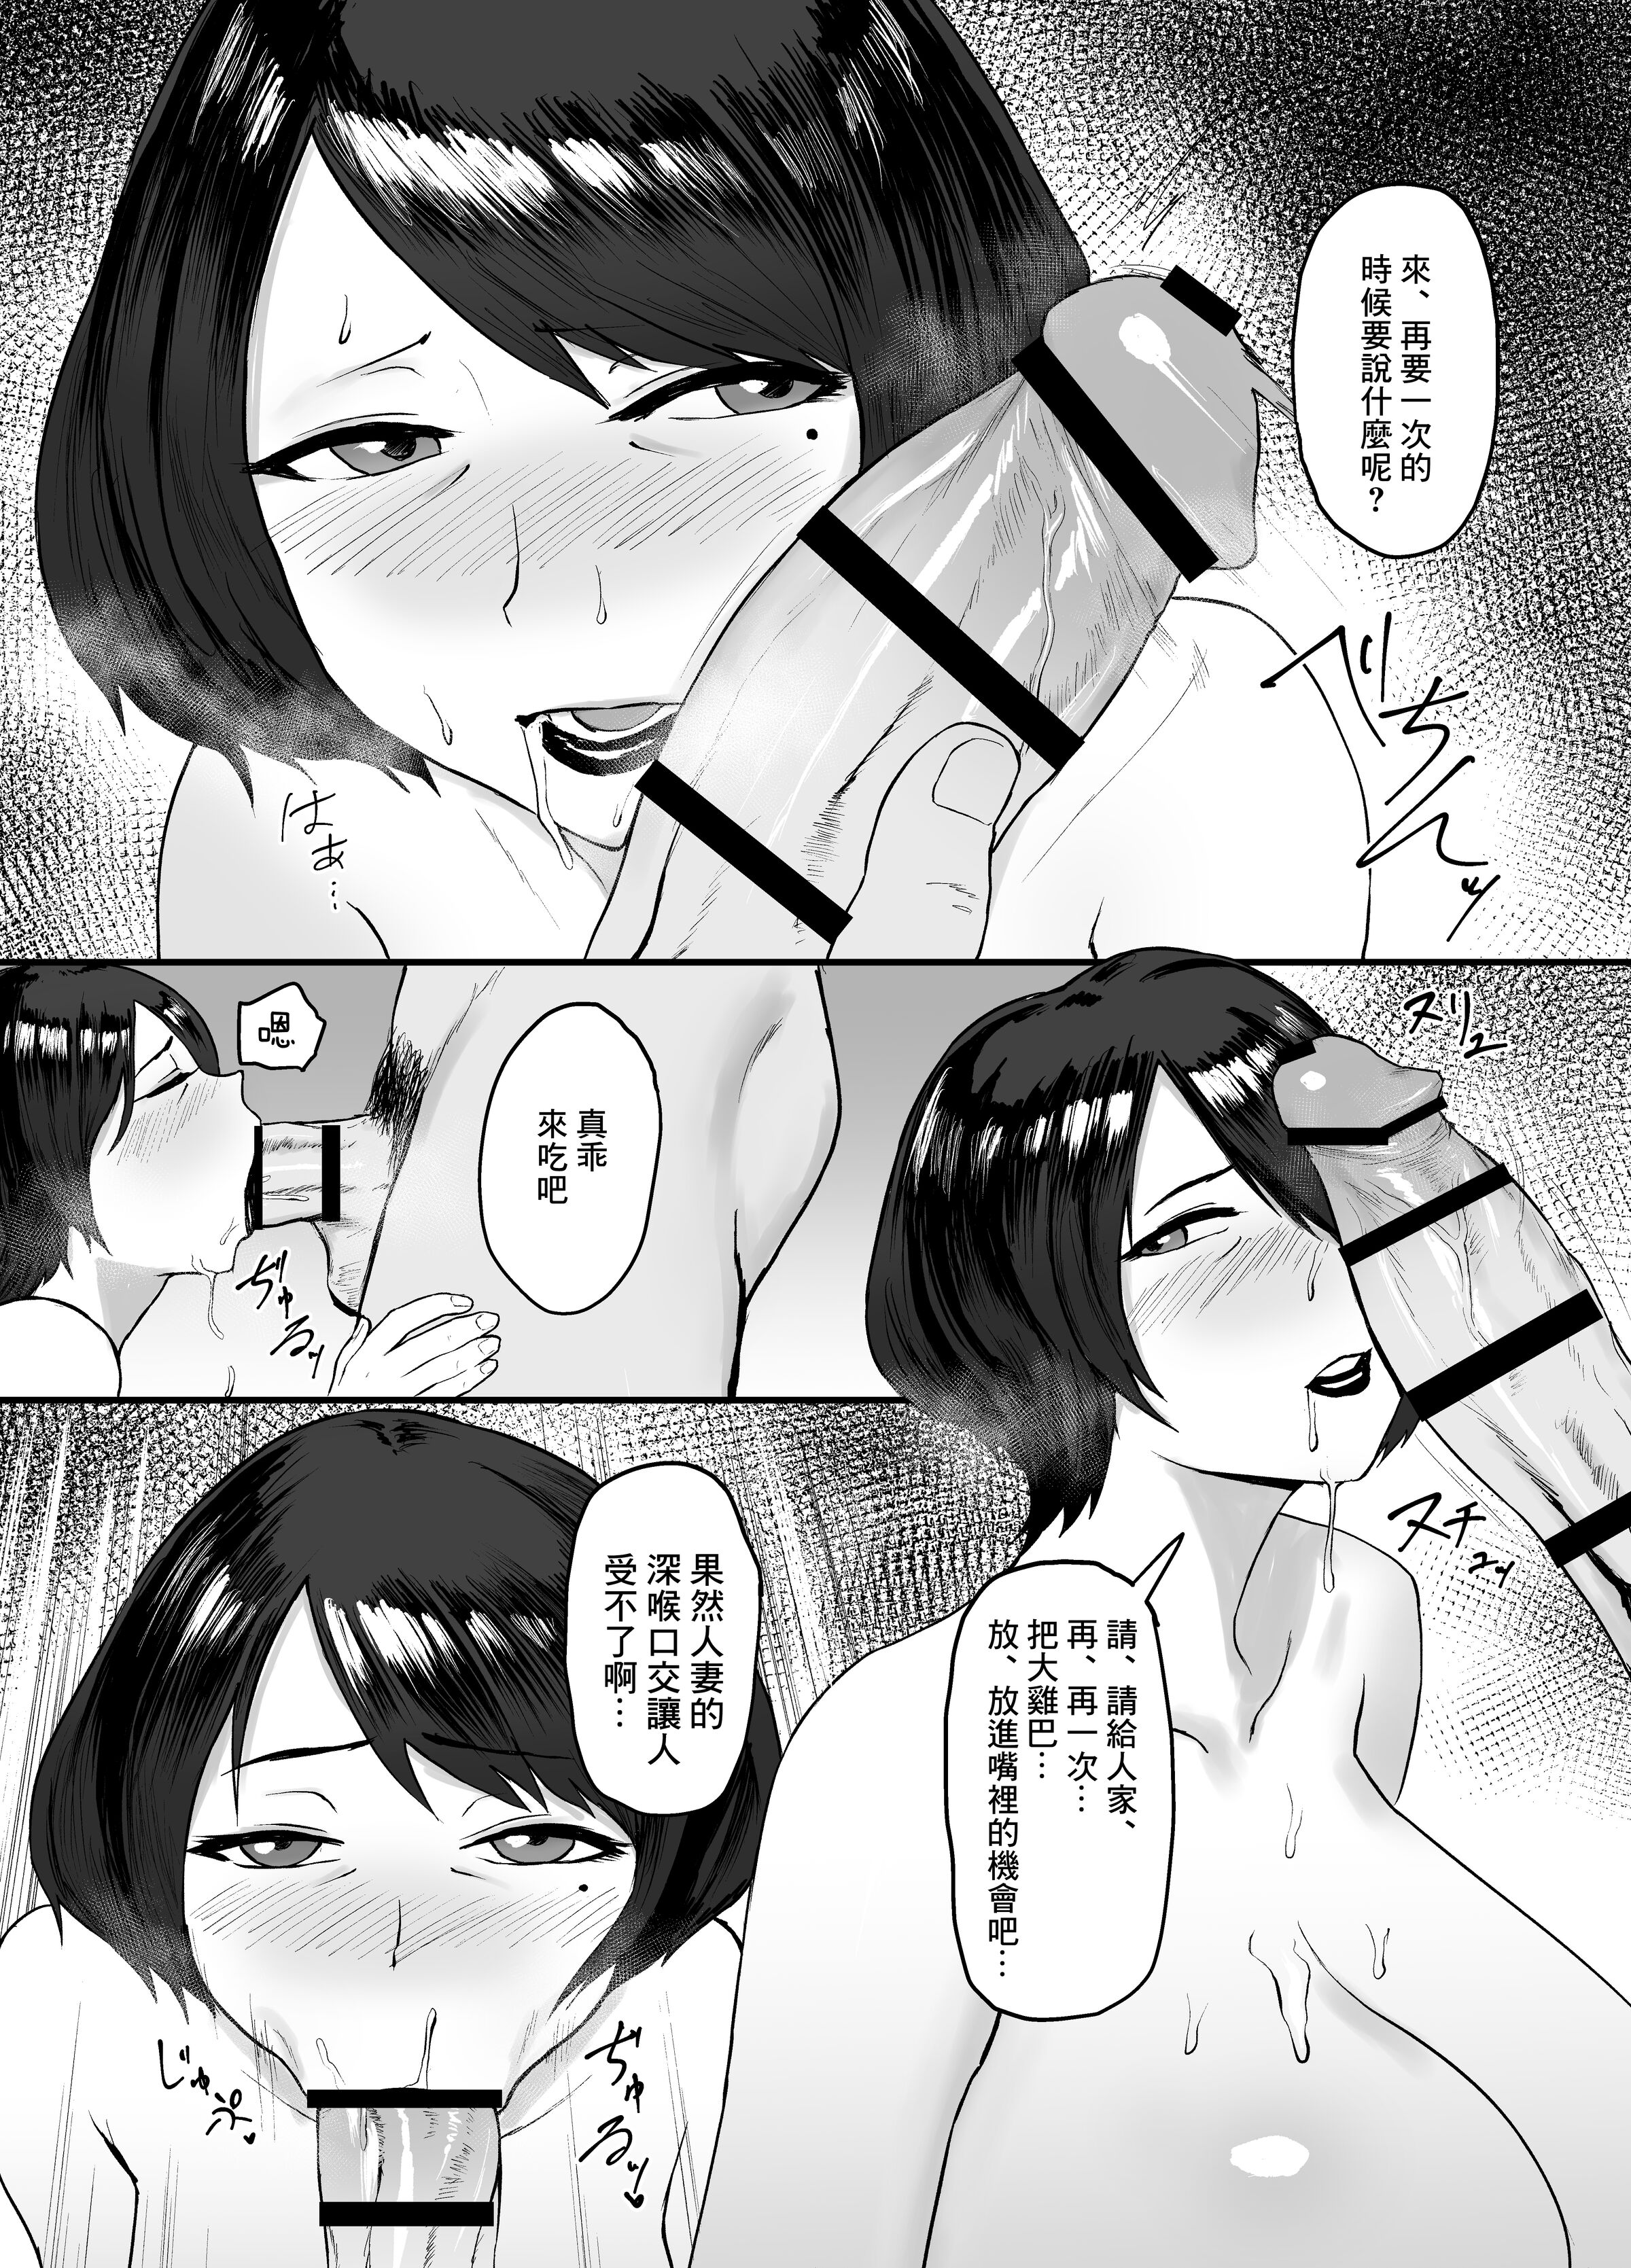 來、再要一次的
時候要說什麼呢?
はぁ…
べちんッ
ヌリュ
ヌチュッ
請、請給人家、
再、再一次…
把大雞巴…
放、放進嘴裡的機會吧…
真乖
來吃吧
嗯
ぢゅるッ
果然人妻的
深喉口交讓人
受不了啊…
ぢゅるッ♥
じゅぷ♥